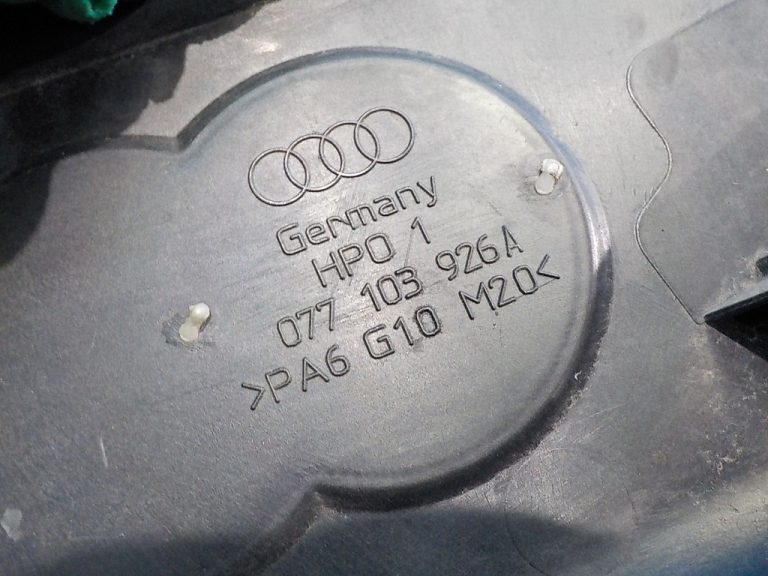 Germany
HPO 1
077 103 926A
>PA6 G10 M20<